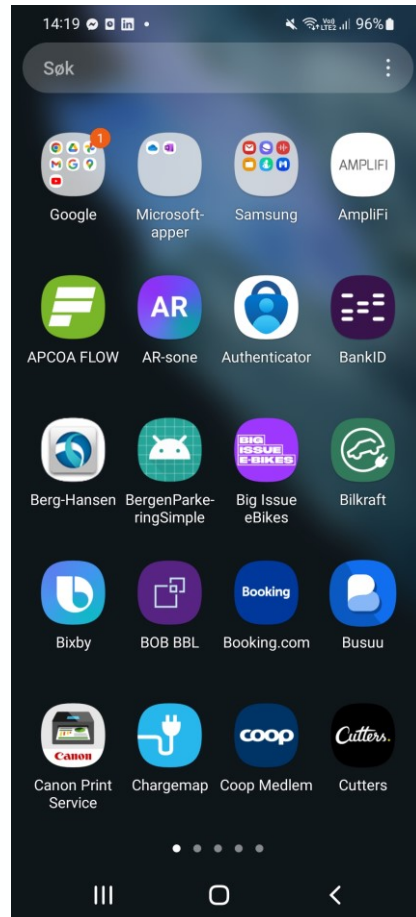 14:19 in 96%
Søk
1
AMPLIFI
Google Microsoft-apper Samsung AmpliFi
AR
APCOA FLOW AR-sone Authenticator BankID
BIG
ISSUE
E-BIKES
Berg-Hansen BergenParke-
ringSimple Big Issue
eBikes Bilkraft
Booking
Bixby BOB BBL Booking.com Busuu
Canon coop Cutters.
Canon Print
Service Chargemap Coop Medlem Cutters